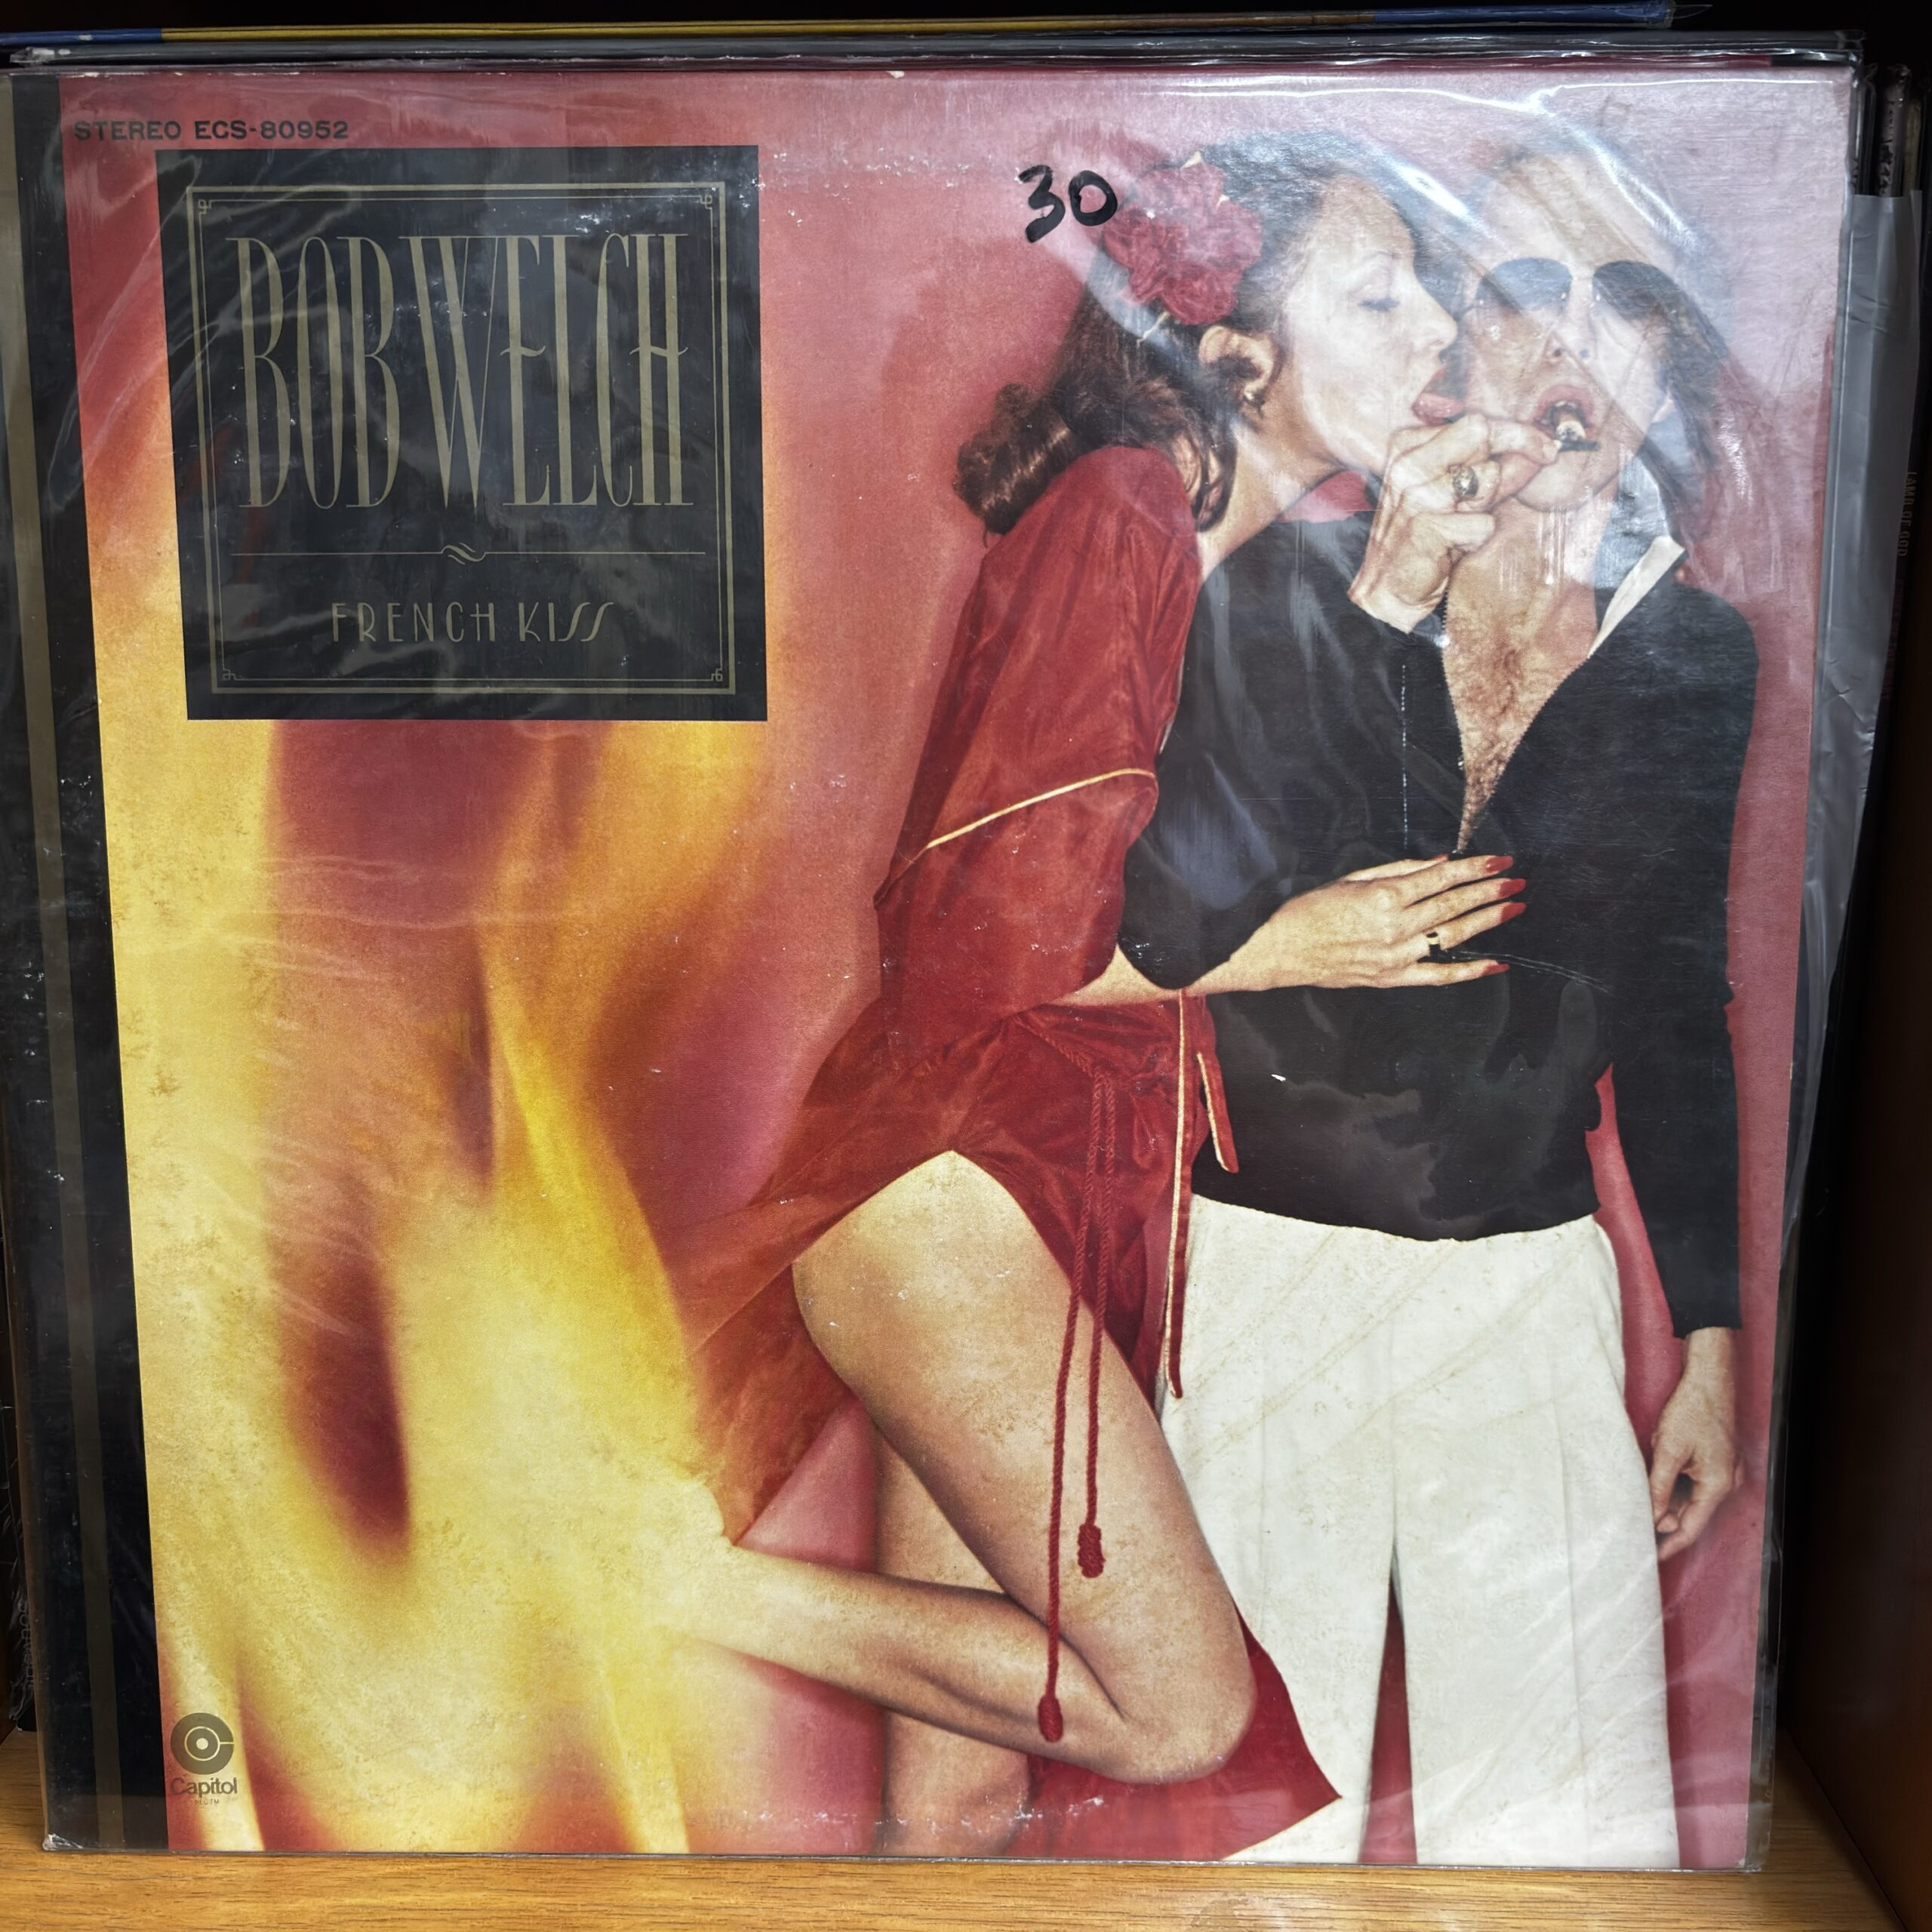 STEREO ECS-80952
30
BOB WELCH
FRENCH KISS
Capitol